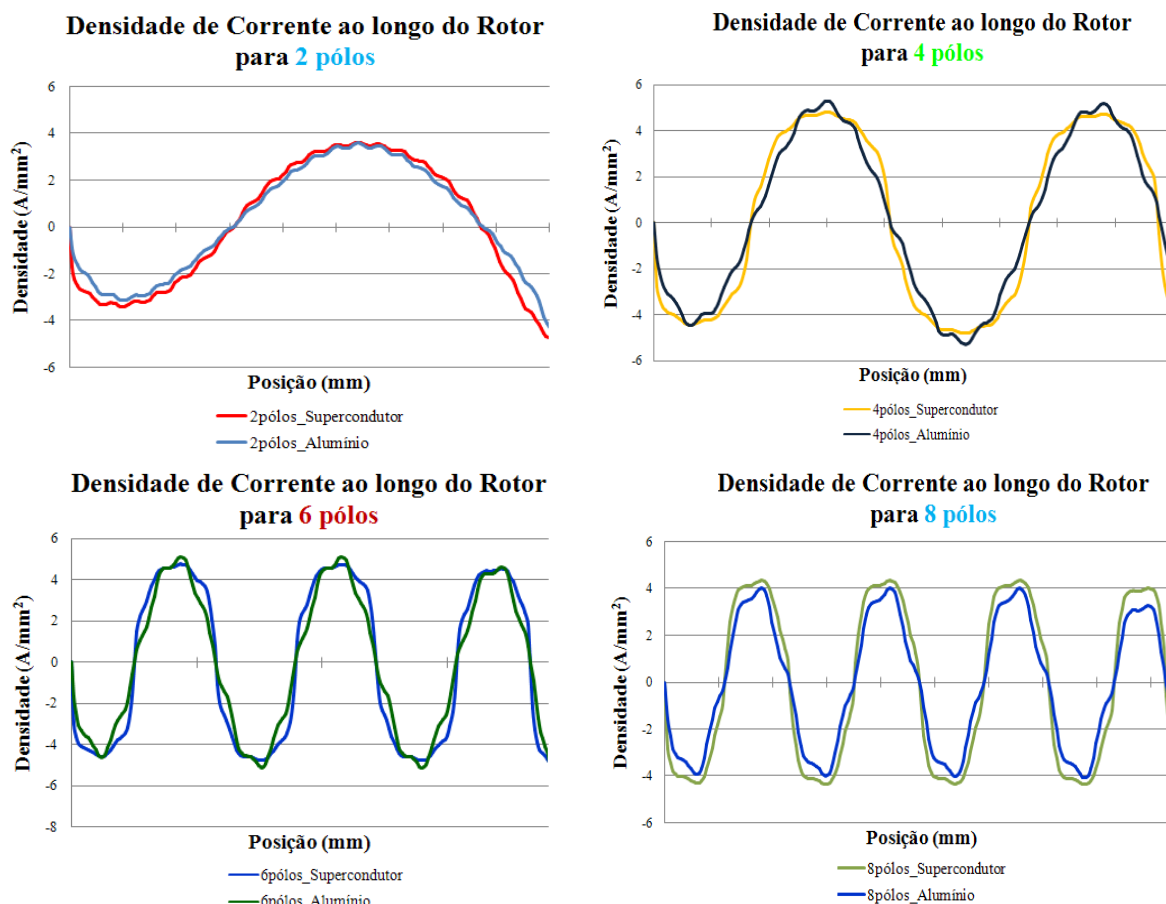 Densidade de Corrente ao longo do Rotor
para 2 pólos
6
4
2
0
-2
-4
-6
Densidade (A/mm²)
Posição (mm)
2pólos_Supercondutor
2pólos_Alumínio
Densidade de Corrente ao longo do Rotor
para 4 pólos
6
4
2
0
-2
-4
-6
Densidade (A/mm²)
Posição (mm)
4pólos_Supercondutor
4pólos_Alumínio
Densidade de Corrente ao longo do Rotor
para 6 pólos
6
4
2
0
-2
-4
-6
-8
Densidade (A/mm²)
Posição (mm)
6pólos_Supercondutor
6pólos_Alumínio
Densidade de Corrente ao longo do Rotor
para 8 pólos
6
4
2
0
-2
-4
-6
Densidade (A/mm²)
Posição (mm)
8pólos_Supercondutor
8pólos_Alumínio